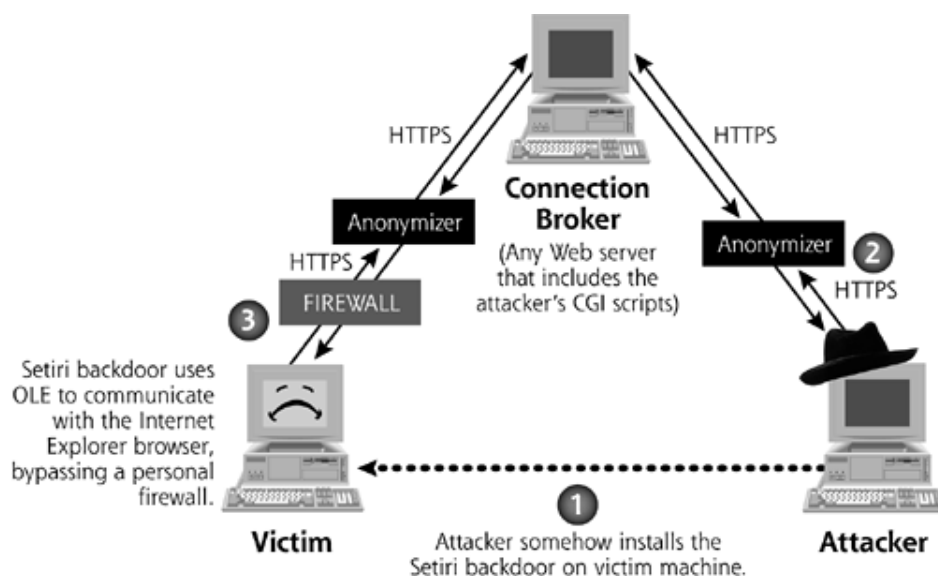 HTTPS
HTTPS
Connection
Broker
(Any Web server
that includes the
attacker's CGI scripts)
Anonymizer
Anonymizer
2
HTTPS
HTTPS
FIREWALL
3
Setiri backdoor uses
OLE to communicate
with the Internet
Explorer browser,
bypassing a personal
firewall.
Victim
1
Attacker somehow installs the
Setiri backdoor on victim machine.
Attacker